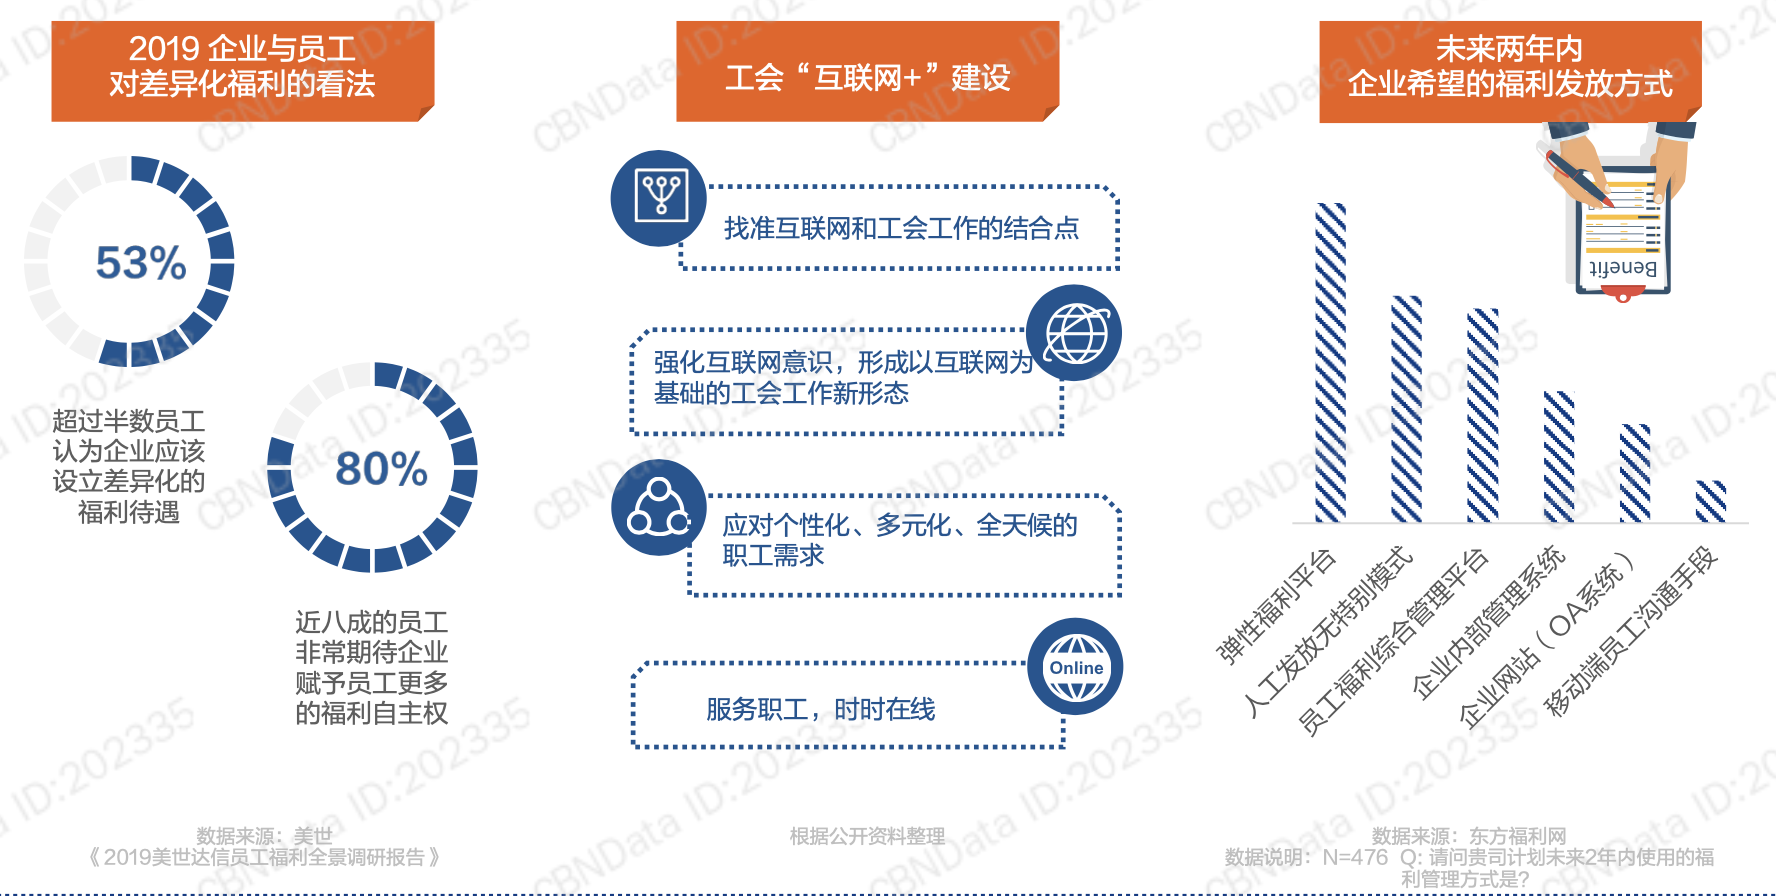 2019 企业与员工
对差异化福利的看法
53%
超过半数员工
认为企业应该
设立差异化的
福利待遇
80%
近八成的员工
非常期待企业
赋予员工更多
的福利自主权
数据来源：美世
《2019美世达信员工福利全景调研报告》
工会“互联网+”建设
找准互联网和工会工作的结合点
强化互联网意识，形成以互联网为
基础的工会工作新形态
应对个性化、多元化、全天候的
职工需求
Online
服务职工，时时在线
根据公开资料整理
未来两年内
企业希望的福利发放方式
Benefit
弹性福利平台
人工发放无特别模式
员工福利综合管理平台
企业内部管理系统
企业网站（OA系统）
移动端员工沟通手段
数据来源：东方福利网
数据说明：N=476 Q: 请问贵司计划未来2年内使用的福
利管理方式是?
CBNData ID:202335